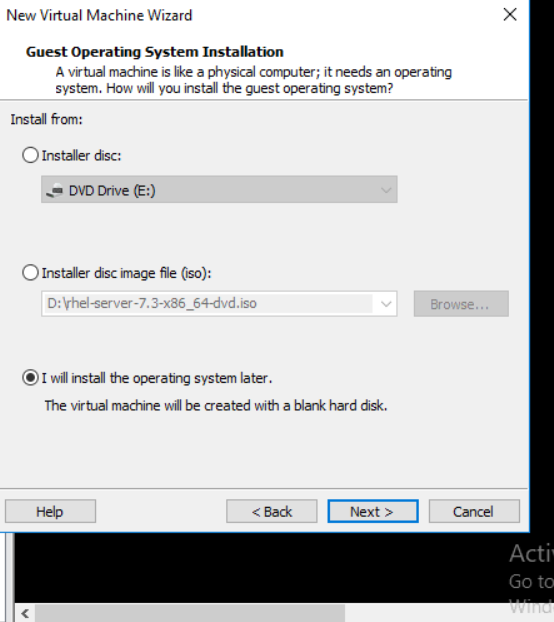 New Virtual Machine Wizard
Guest Operating System Installation
A virtual machine is like a physical computer; it needs an operating
system. How will you install the guest operating system?
Install from:
Installer disc:
DVD Drive (E:)
Installer disc image file (iso):
D:\rhel-server-7.3-x86_64-dvd.iso
Browse...
I will install the operating system later.
The virtual machine will be created with a blank hard disk.
Help
< Back
Next >
Cancel
Acti
Go to
Wind